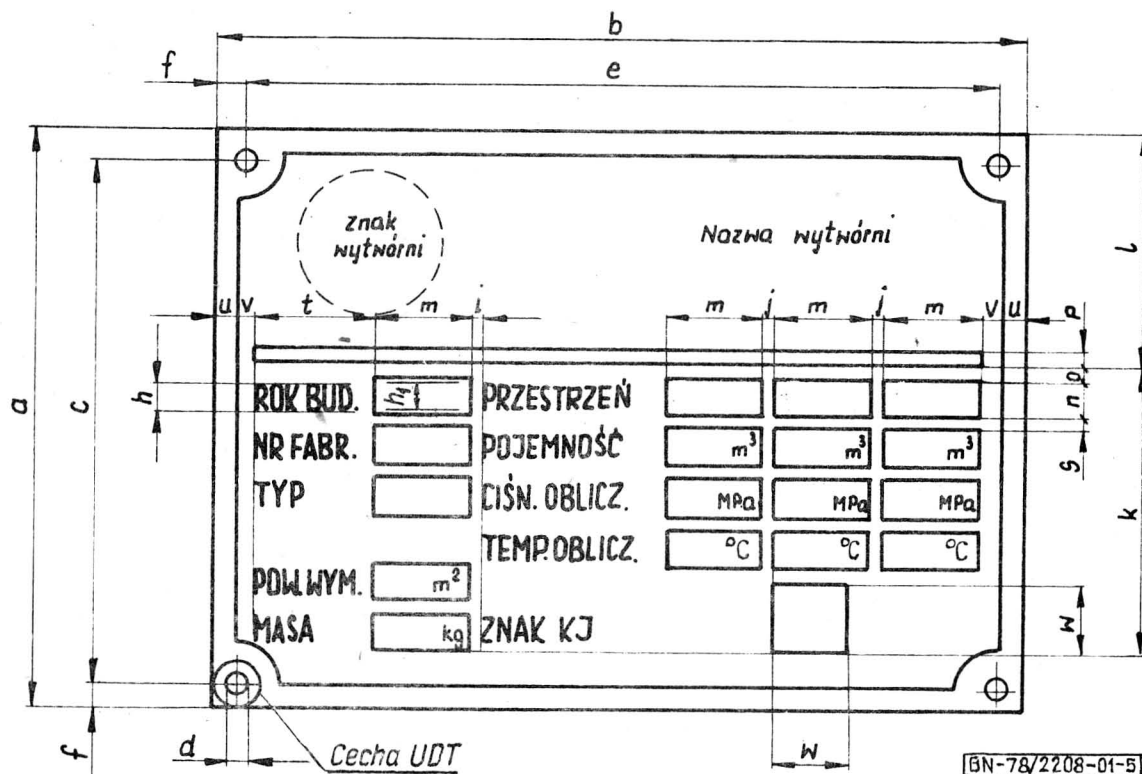 b
f e
znak
wytwórni
Nazwa wytwórni
l
u v t m j m j m j m v u
p
a c h
ROK BUD. h₁ PRZESTRZEŃ
o
n
NR FABR. POJEMNOŚĆ m³ m³ m³
s
TYP CIŚN. OBLICZ. MPa MPa MPa
k
TEMP. OBLICZ. °C °C °C
POW. WYM. m²
MASA kg ZNAK KJ
w
f d Cecha UDT w
BN-78/2208-01-5